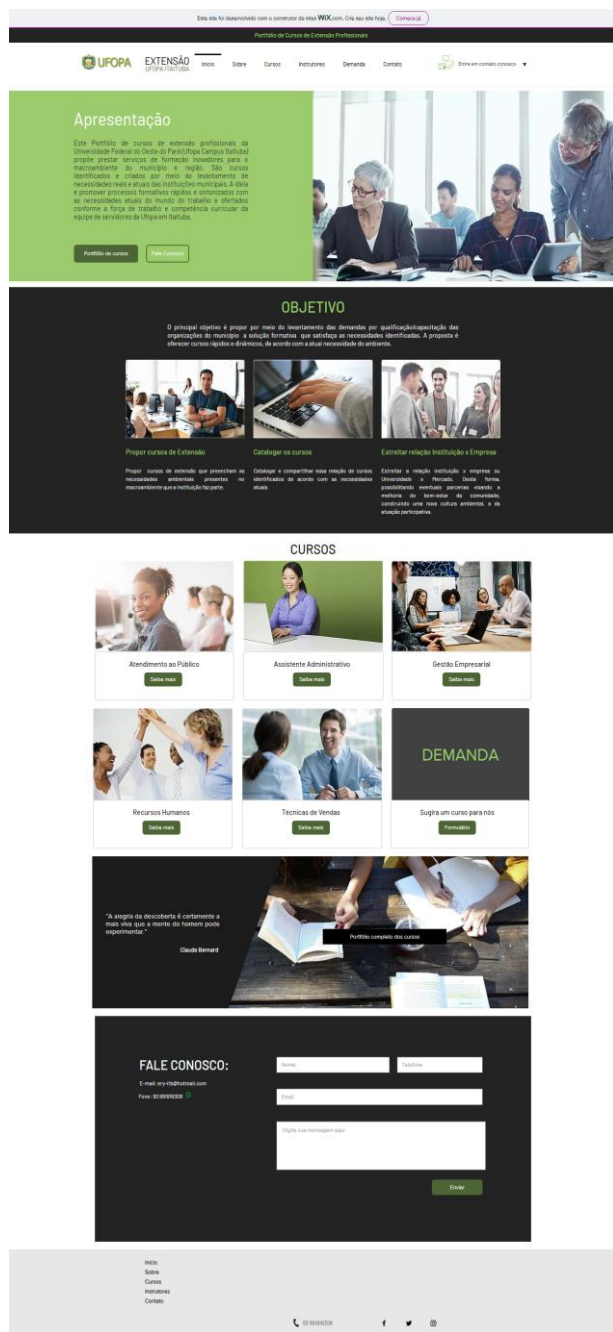 Este site foi desenvolvido com o construtor de sites WIX.com. Crie seu site hoje. Comece já
Portfólio de Cursos de Extensão Profissionais
UFOPA
EXTENSÃO
UFOPA ITAITUBA
Início Sobre Cursos Instrutores Demanda Contato
Entre em contato conosco
Apresentação
Este Portfólio de cursos de extensão profissionais da
Universidade Federal do Oeste do Pará(Ufopa Campus Itaituba)
propõe prestar serviços de formação inovadores para o
macroambiente do município e região. São cursos
identificados e criados por meio do levantamento de
necessidades reais e atuais das instituições municipais. A ideia
é promover processos formativos rápidos e sintonizados com
as necessidades atuais do mundo do trabalho e ofertados
conforme a força de trabalho e competência curricular da
equipe de servidores da Ufopa em Itaituba.
Portfólio de cursos
Fale Conosco
OBJETIVO
O principal objetivo é propor por meio do levantamento das demandas por qualificação/capacitação das
organizações do município a solução formativa que satisfaça as necessidades identificadas. A proposta é
oferecer cursos rápidos e dinâmicos, de acordo com a atual necessidade do ambiente.
Propor cursos de Extensão
Propor cursos de extensão que preenchem as
necessidades ambientais presentes no
macroambiente que a instituição faz parte.
Catalogar os cursos
Catalogar e compartilhar essa relação de cursos
identificados de acordo com as necessidades
atuais
Estreitar relação Instituição x Empresa
Estreitar a relação Instituição x empresa ou
Universidade x Mercado. Desta forma,
possibilitando eventuais parcerias visando a
melhoria do bem-estar da comunidade,
construindo uma nova cultura ambiental, a da
atuação participativa.
CURSOS
Atendimento ao Público
Saiba mais
Assistente Administrativo
Saiba mais
Gestão Empresarial
Saiba mais
DEMANDA
Recursos Humanos
Saiba mais
Técnicas de Vendas
Saiba mais
Sugira um curso para nós
Formulário
"A alegria da descoberta é certamente a
mais viva que a mente do homem pode
experimentar."
Claude Bernard
Portfólio completo dos cursos
FALE CONOSCO:
E-mail: ery-itb@hotmail.com
Fone:
Nome
Telefone
Email
Digite sua mensagem aqui
Enviar
Início
Sobre
Cursos
Instrutores
Contato